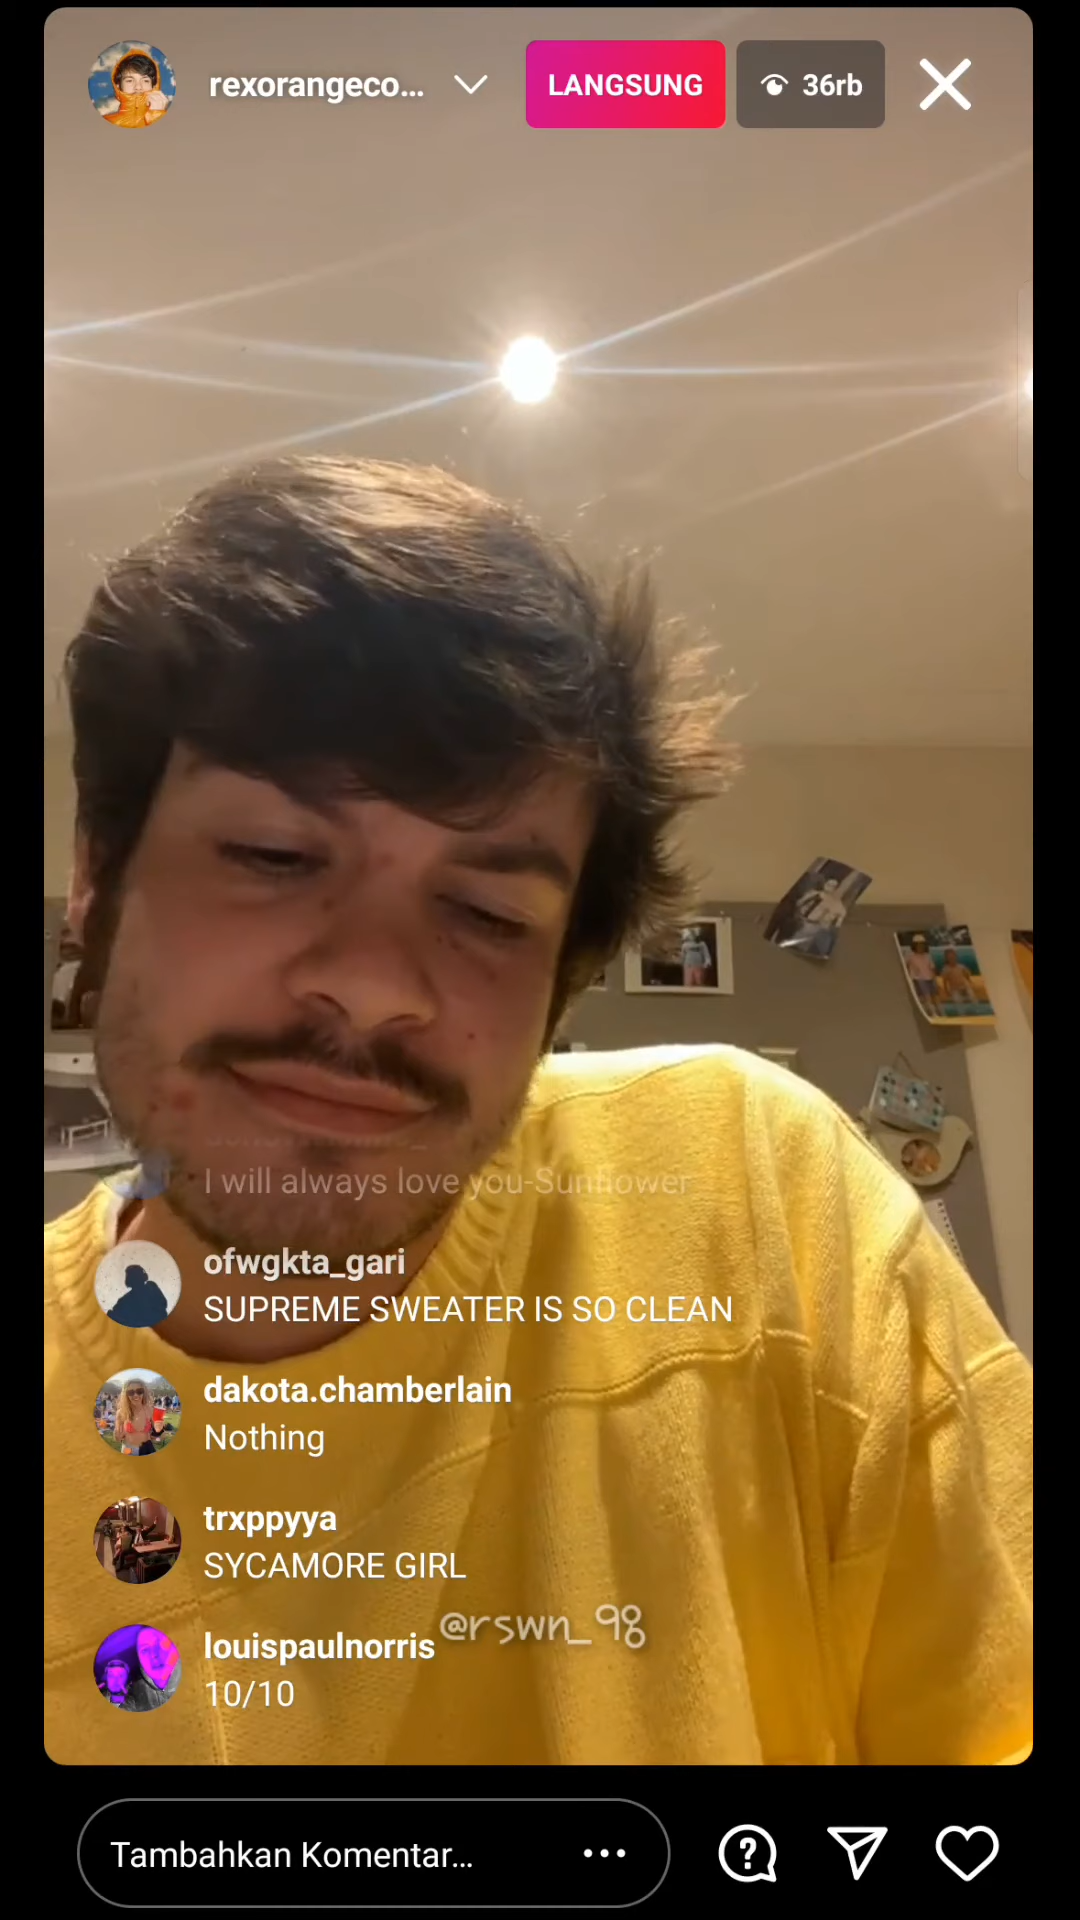 rexorangeco...
LANGSUNG
36rb
I will always love you-Sunflower
ofwgkta_gari
SUPREME SWEATER IS SO CLEAN
dakota.chamberlain
Nothing
trxppyya
SYCAMORE GIRL
@rswn_98
louispaulnorris
10/10
Tambahkan Komentar...